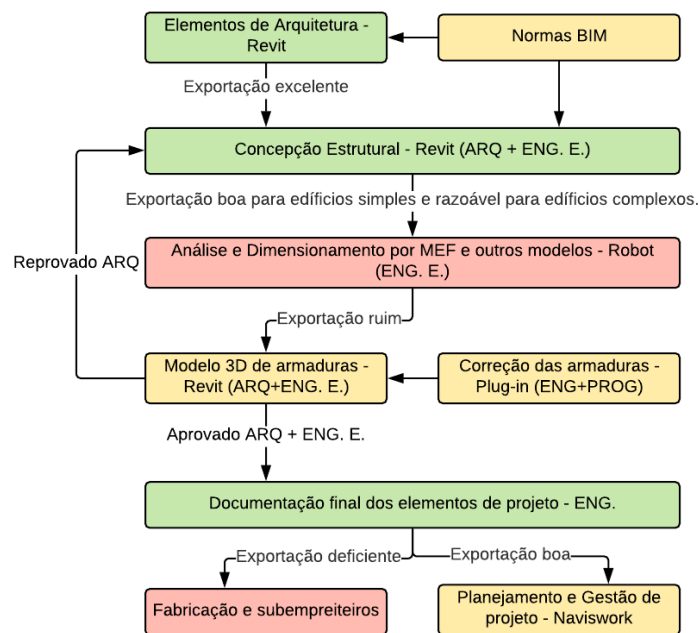 Elementos de Arquitetura -
Revit
Normas BIM
Exportação excelente
Concepção Estrutural - Revit (ARQ + ENG. E.)
Exportação boa para edíficios simples e razoável para edíficios complexos.
Análise e Dimensionamento por MEF e outros modelos - Robot
(ENG. E.)
Reprovado ARQ
Exportação ruim
Modelo 3D de armaduras -
Revit (ARQ+ENG. E.)
Correção das armaduras -
Plug-in (ENG+PROG)
Aprovado ARQ + ENG. E.
Documentação final dos elementos de projeto - ENG.
Exportação deficiente
Exportação boa
Fabricação e subempreiteiros
Planejamento e Gestão de
projeto - Naviswork